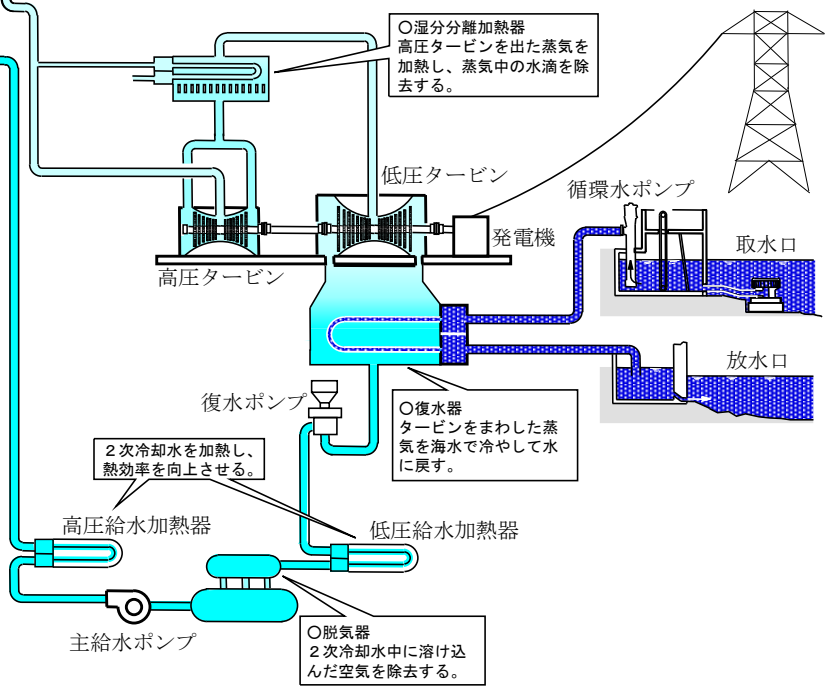 ○湿分分離加熱器
高圧タービンを出た蒸気を
加熱し、蒸気中の水滴を除
去する。
低圧タービン
循環水ポンプ
発電機
取水口
高圧タービン
放水口
復水ポンプ
○復水器
タービンをまわした蒸
気を海水で冷やして水
に戻す。
２次冷却水を加熱し、
熱効率を向上させる。
高圧給水加熱器
低圧給水加熱器
主給水ポンプ
○脱気器
２次冷却水中に溶け込
んだ空気を除去する。